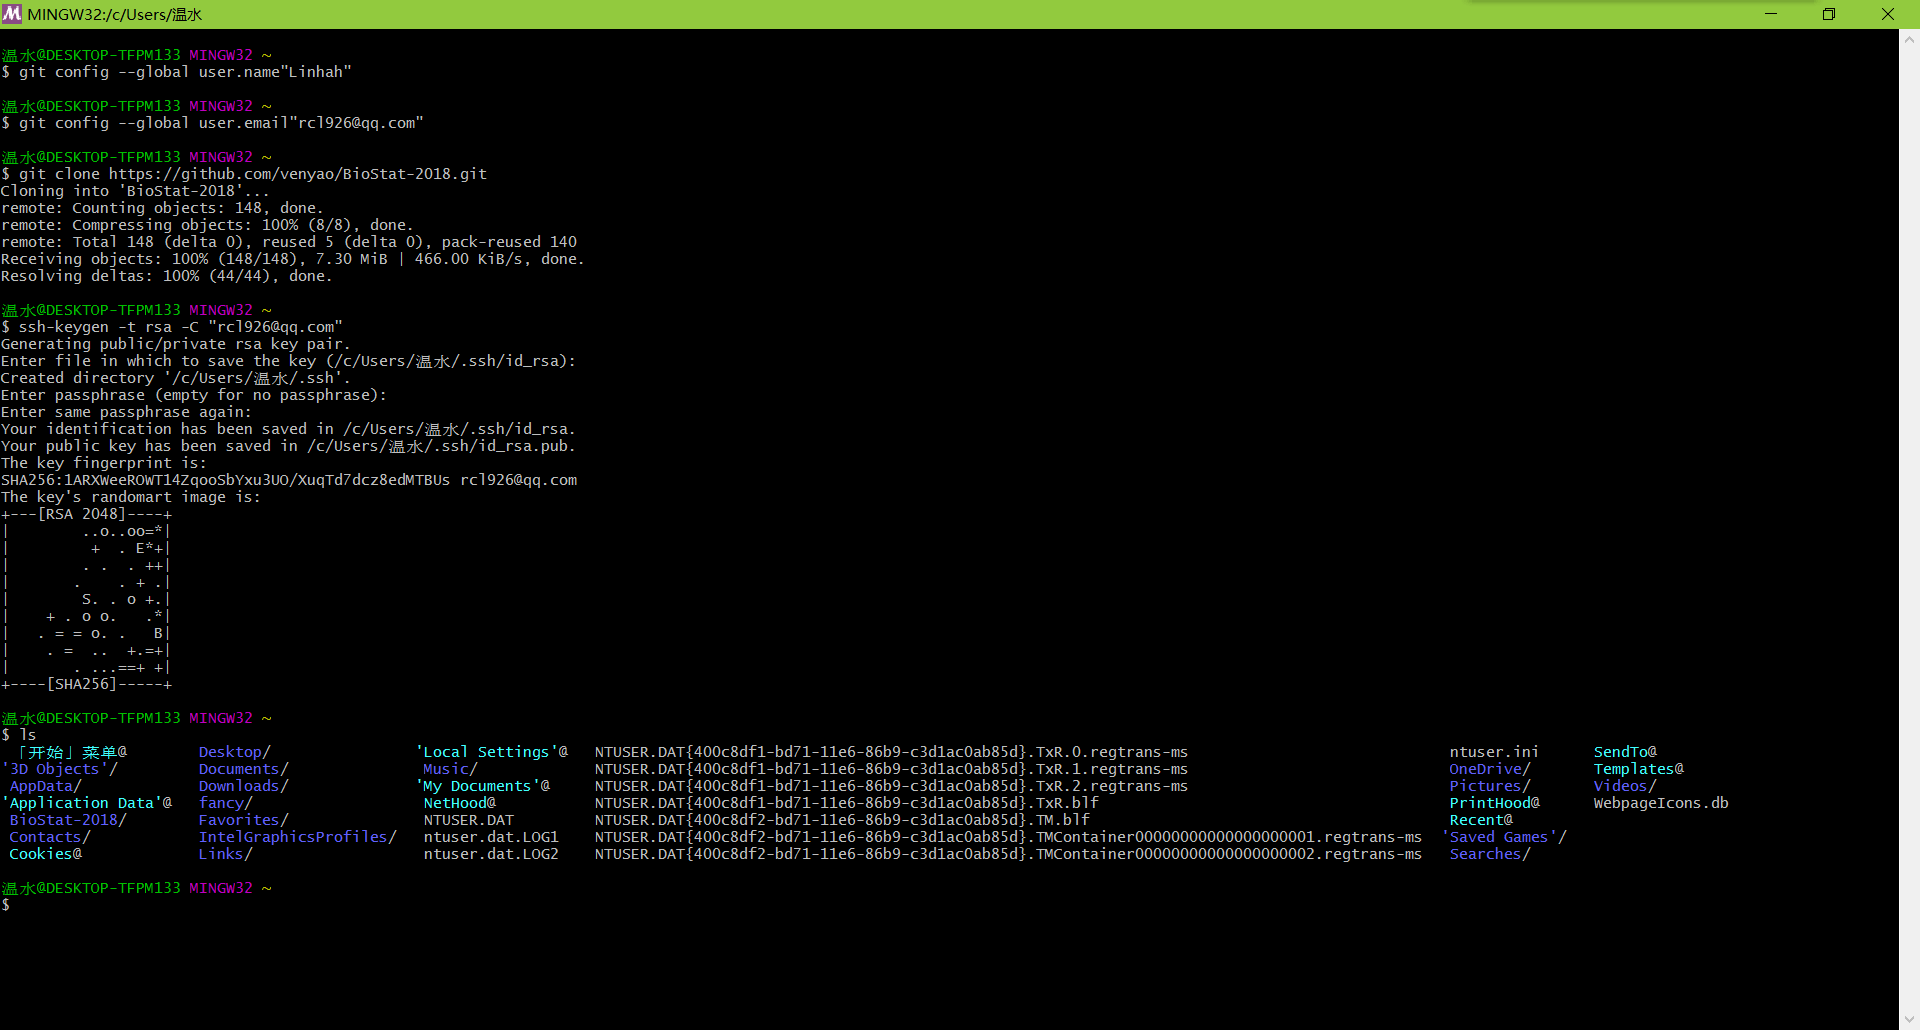 MINGW32:/c/Users/温水
温水@DESKTOP-TFPM133 MINGW32 ~
$ git config --global user.name"Linhah"
温水@DESKTOP-TFPM133 MINGW32 ~
$ git config --global user.email"rcl926@qq.com"
温水@DESKTOP-TFPM133 MINGW32 ~
$ git clone https://github.com/venyao/BioStat-2018.git
Cloning into 'BioStat-2018'...
remote: Counting objects: 148, done.
remote: Compressing objects: 100% (8/8), done.
remote: Total 148 (delta 0), reused 5 (delta 0), pack-reused 140
Receiving objects: 100% (148/148), 7.30 MiB | 466.00 KiB/s, done.
Resolving deltas: 100% (44/44), done.
温水@DESKTOP-TFPM133 MINGW32 ~
$ ssh-keygen -t rsa -C "rcl926@qq.com"
Generating public/private rsa key pair.
Enter file in which to save the key (/c/Users/温水/.ssh/id_rsa):
Created directory '/c/Users/温水/.ssh'.
Enter passphrase (empty for no passphrase):
Enter same passphrase again:
Your identification has been saved in /c/Users/温水/.ssh/id_rsa.
Your public key has been saved in /c/Users/温水/.ssh/id_rsa.pub.
The key fingerprint is:
SHA256:1ARXWeeROWT14ZqooSbYxu3UO/XuqTd7dcz8edMTBUs rcl926@qq.com
The key's randomart image is:
+---[RSA 2048]----+
|        ..o..oo=*|
|         +  . E*+|
|        . .  . ++|
|       .    . + .|
|        S. . o +.|
|    + . o o.   .*|
|   . = = o. .   B|
|    . =  ..  +.=+|
|       . ...==+ +|
+----[SHA256]-----+
温水@DESKTOP-TFPM133 MINGW32 ~
$ ls
「开始」菜单@ Desktop/ 'Local Settings'@ NTUSER.DAT{400c8df1-bd71-11e6-86b9-c3d1ac0ab85d}.TxR.0.regtrans-ms ntuser.ini SendTo@
'3D Objects'/ Documents/ Music/ NTUSER.DAT{400c8df1-bd71-11e6-86b9-c3d1ac0ab85d}.TxR.1.regtrans-ms OneDrive/ Templates@
AppData/ Downloads/ 'My Documents'@ NTUSER.DAT{400c8df1-bd71-11e6-86b9-c3d1ac0ab85d}.TxR.2.regtrans-ms Pictures/ Videos/
'Application Data'@ fancy/ NetHood@ NTUSER.DAT{400c8df1-bd71-11e6-86b9-c3d1ac0ab85d}.TxR.blf PrintHood@ WebpageIcons.db
BioStat-2018/ Favorites/ NTUSER.DAT NTUSER.DAT{400c8df2-bd71-11e6-86b9-c3d1ac0ab85d}.TM.blf Recent@
Contacts/ IntelGraphicsProfiles/ ntuser.dat.LOG1 NTUSER.DAT{400c8df2-bd71-11e6-86b9-c3d1ac0ab85d}.TMContainer00000000000000000001.regtrans-ms 'Saved Games'/
Cookies@ Links/ ntuser.dat.LOG2 NTUSER.DAT{400c8df2-bd71-11e6-86b9-c3d1ac0ab85d}.TMContainer00000000000000000002.regtrans-ms Searches/
温水@DESKTOP-TFPM133 MINGW32 ~
$